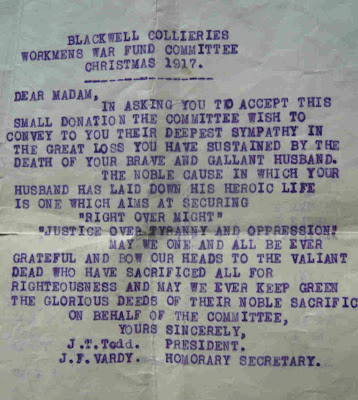 BLACKWELL COLLIERIES
WORKMENS WAR FUND COMMITTEE
CHRISTMAS 1917.
DEAR MADAM,
IN ASKING YOU TO ACCEPT THIS
SMALL DONATION THE COMMITTEE WISH TO
CONVEY TO YOU THEIR DEEPEST SYMPATHY IN
THE GREAT LOSS YOU HAVE SUSTAINED BY THE
DEATH OF YOUR BRAVE AND GALLANT HUSBAND.
THE NOBLE CAUSE IN WHICH YOUR
HUSBAND HAS LAID DOWN HIS HEROIC LIFE
IS ONE WHICH AIMS AT SECURING
"RIGHT OVER MIGHT"
"JUSTICE OVER TYRANNY AND OPPRESSION"
MAY WE ONE AND ALL BE EVER
GRATEFUL AND BOW OUR HEADS TO THE VALIANT
DEAD WHO HAVE SACRIFICED ALL FOR
RIGHTEOUSNESS AND MAY WE EVER KEEP GREEN
THE GLORIOUS DEEDS OF THEIR NOBLE SACRIFIC
ON BEHALF OF THE COMMITTEE,
YOURS SINCERELY,
J.T.Todd. PRESIDENT.
J.F.VARDY. HONORARY SECRETARY.